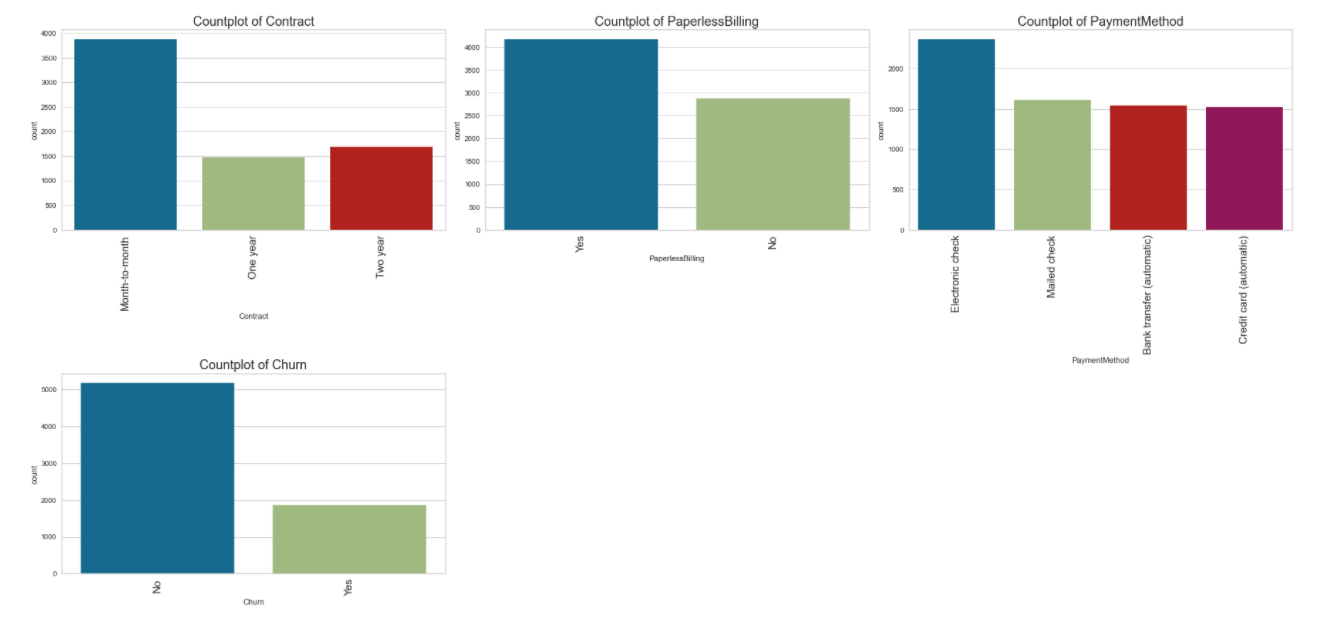 Countplot of Contract
4000
3500
3000
2500
2000
1500
1000
500
0
count
Month-to-month
One year
Two year
Contract
Countplot of PaperlessBilling
4000
3500
3000
2500
2000
1500
1000
500
0
count
Yes
No
PaperlessBilling
Countplot of PaymentMethod
2000
1500
1000
500
0
count
Electronic check
Mailed check
Bank transfer (automatic)
Credit card (automatic)
PaymentMethod
Countplot of Churn
5000
4000
3000
2000
1000
0
count
No
Yes
Churn